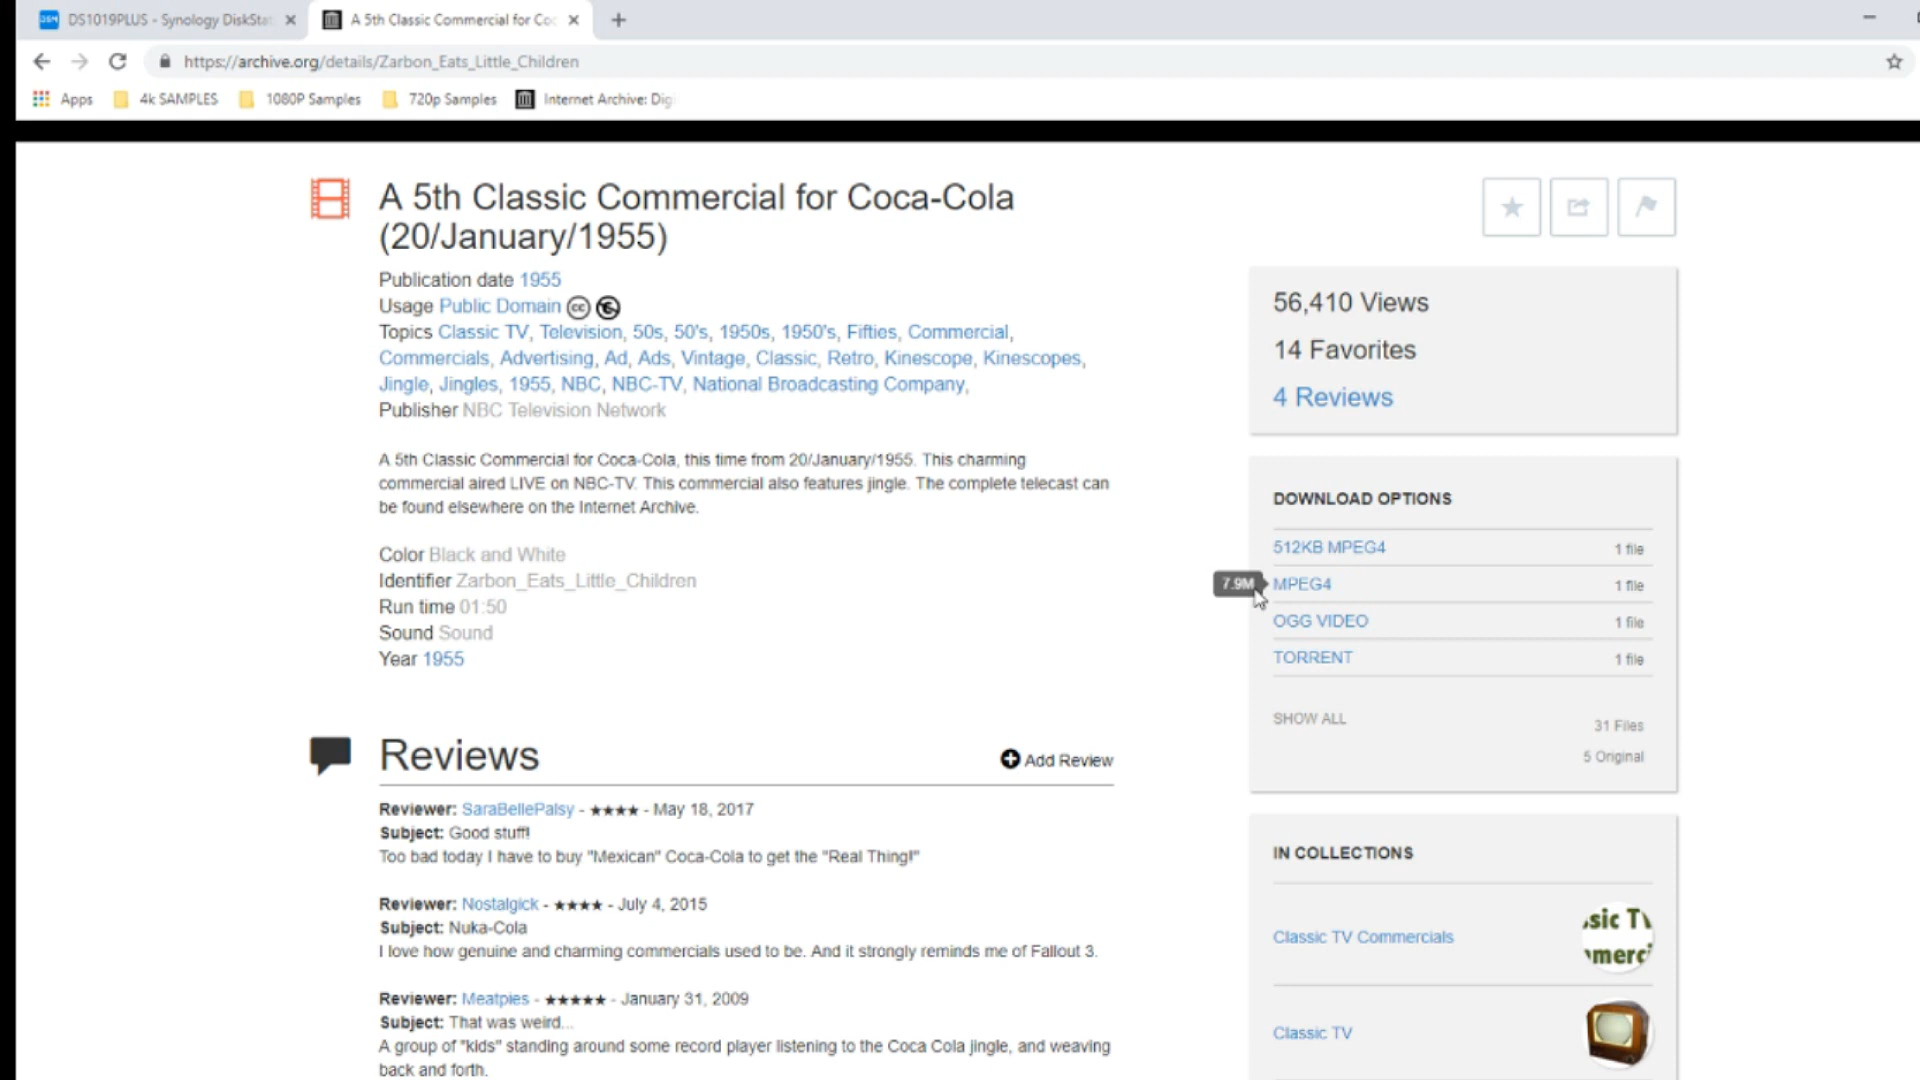 DSM DS1019PLUS - Synology DiskStat
A 5th Classic Commercial for Coc
https://archive.org/details/Zarbon_Eats_Little_Children
Apps 4k SAMPLES 1080P Samples 720p Samples Internet Archive: Digi
A 5th Classic Commercial for Coca-Cola
(20/January/1955)
Publication date 1955
Usage Public Domain
Topics Classic TV, Television, 50s, 50's, 1950s, 1950's, Fifties, Commercial,
Commercials, Advertising, Ad, Ads, Vintage, Classic, Retro, Kinescope, Kinescopes,
Jingle, Jingles, 1955, NBC, NBC-TV, National Broadcasting Company,
Publisher NBC Television Network
A 5th Classic Commercial for Coca-Cola, this time from 20/January/1955. This charming
commercial aired LIVE on NBC-TV. This commercial also features jingle. The complete telecast can
be found elsewhere on the Internet Archive.
Color Black and White
Identifier Zarbon_Eats_Little_Children
Run time 01:50
Sound Sound
Year 1955
Reviews
Add Review
Reviewer: SaraBellePalsy - ★★★★ - May 18, 2017
Subject: Good stuff!
Too bad today I have to buy "Mexican" Coca-Cola to get the "Real Thing!"
Reviewer: Nostalgick - ★★★★ - July 4, 2015
Subject: Nuka-Cola
I love how genuine and charming commercials used to be. And it strongly reminds me of Fallout 3.
Reviewer: Meatpies - ★★★★★ - January 31, 2009
Subject: That was weird...
A group of "kids" standing around some record player listening to the Coca Cola jingle, and weaving
back and forth.
56,410 Views
14 Favorites
4 Reviews
DOWNLOAD OPTIONS
512KB MPEG4 1 file
7.9M MPEG4 1 file
OGG VIDEO 1 file
TORRENT 1 file
SHOW ALL 31 Files
5 Original
IN COLLECTIONS
Classic TV Commercials
Classic TV